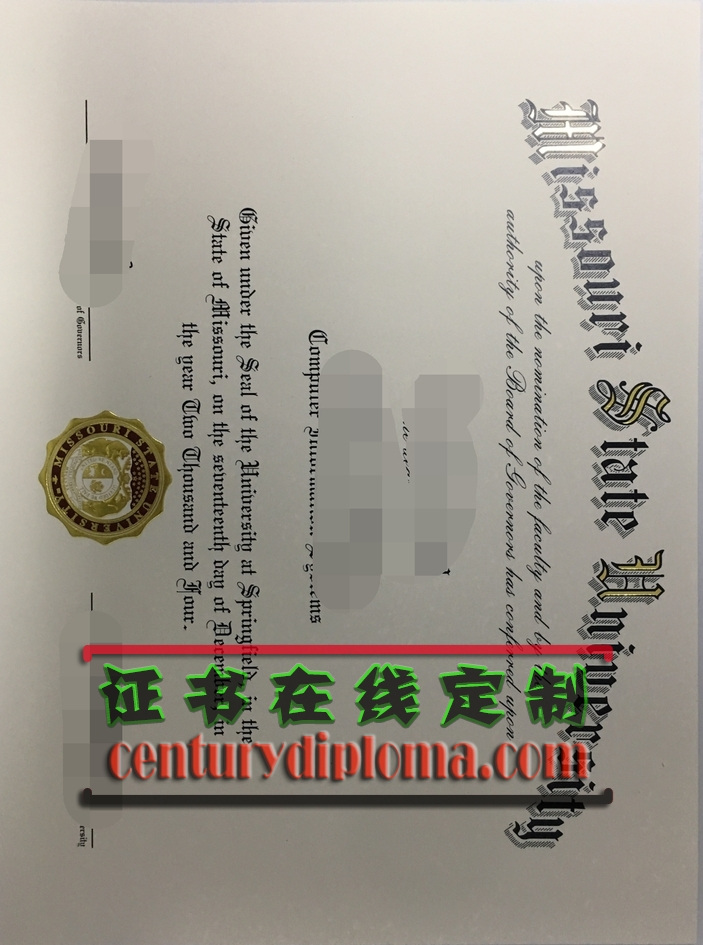 Missouri State University
upon the nomination of the faculty and by
authority of the Board of Governors has conferred upon
Computer
Given under the Seal of the University at Springfield, in the
State of Missouri, on the seventeenth day of December in
the year Two Thousand and Four.
of Governors
MISSOURI STATE UNIVERSITY
证书在线定制
centurydiploma.com